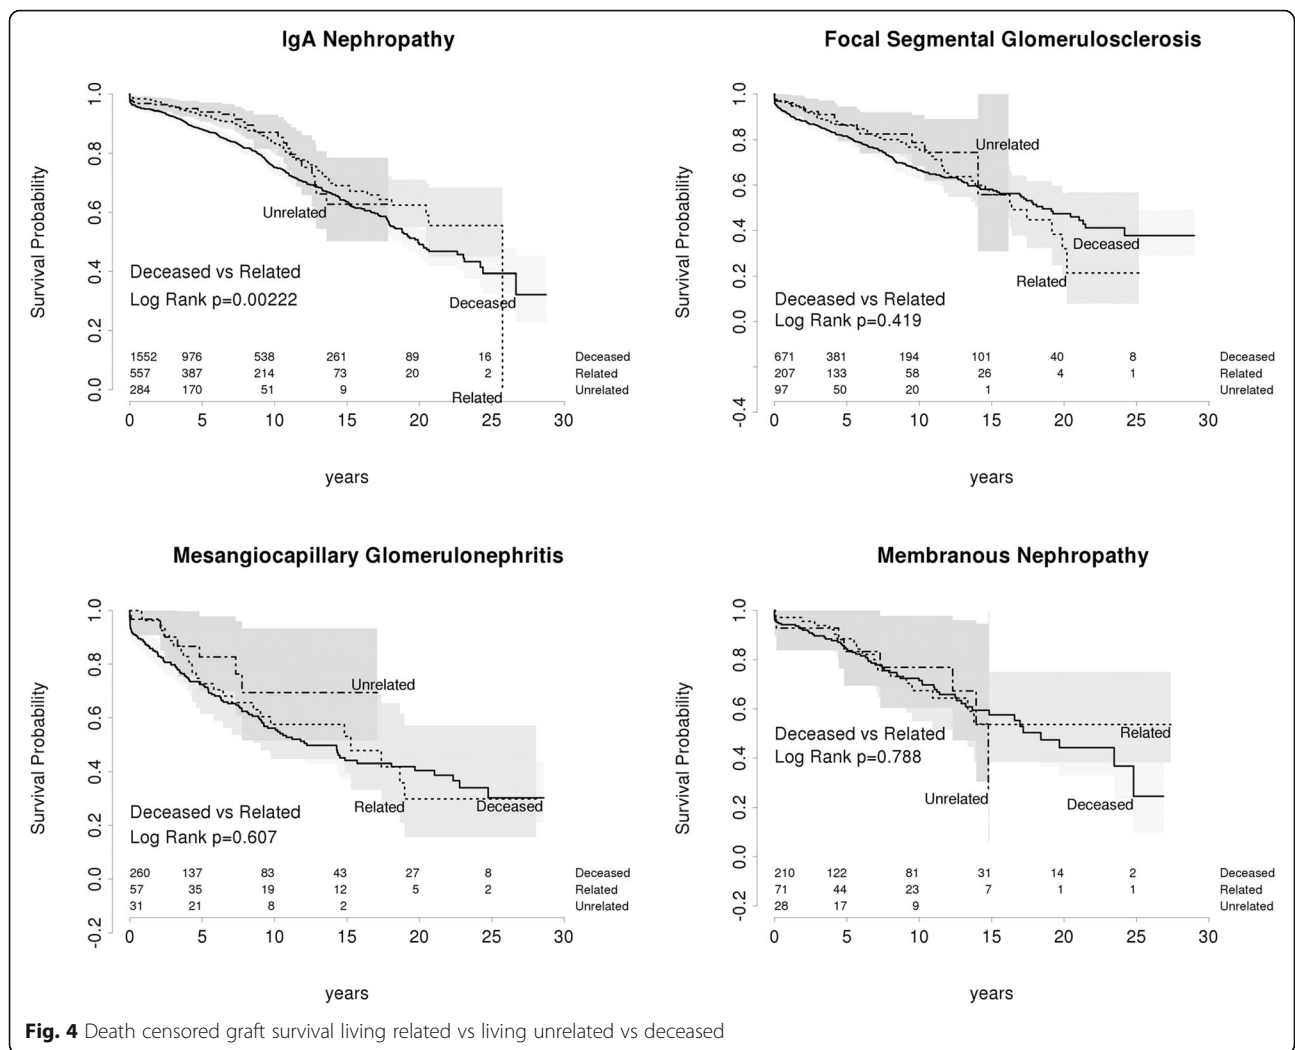 IgA Nephropathy
Survival Probability
1.0
0.8
0.6
0.4
0.2
0.0
Unrelated
Deceased vs Related
Log Rank p=0.00222
Deceased
1552 976 538 261 89 16 Deceased
557 387 214 73 20 2 Related
284 170 51 9 Unrelated
Related
0 5 10 15 20 25 30
years
Focal Segmental Glomerulosclerosis
Survival Probability
1.0
0.8
0.6
0.4
0.2
0.0
-0.4
Unrelated
Deceased
Related
Deceased vs Related
Log Rank p=0.419
671 381 194 101 40 8 Deceased
207 133 58 26 4 1 Related
97 50 20 1 Unrelated
0 5 10 15 20 25 30
years
Mesangiocapillary Glomerulonephritis
Survival Probability
1.0
0.8
0.6
0.4
0.2
0.0
-0.2
Unrelated
Related
Deceased
Deceased vs Related
Log Rank p=0.607
260 137 83 43 27 8 Deceased
57 35 19 12 5 2 Related
31 21 8 2 Unrelated
0 5 10 15 20 25 30
years
Membranous Nephropathy
Survival Probability
1.0
0.8
0.6
0.4
0.2
0.0
-0.2
Related
Deceased vs Related
Log Rank p=0.788
Unrelated
Deceased
210 122 81 31 14 2 Deceased
71 44 23 7 1 1 Related
28 17 9 Unrelated
0 5 10 15 20 25 30
years
Fig. 4 Death censored graft survival living related vs living unrelated vs deceased